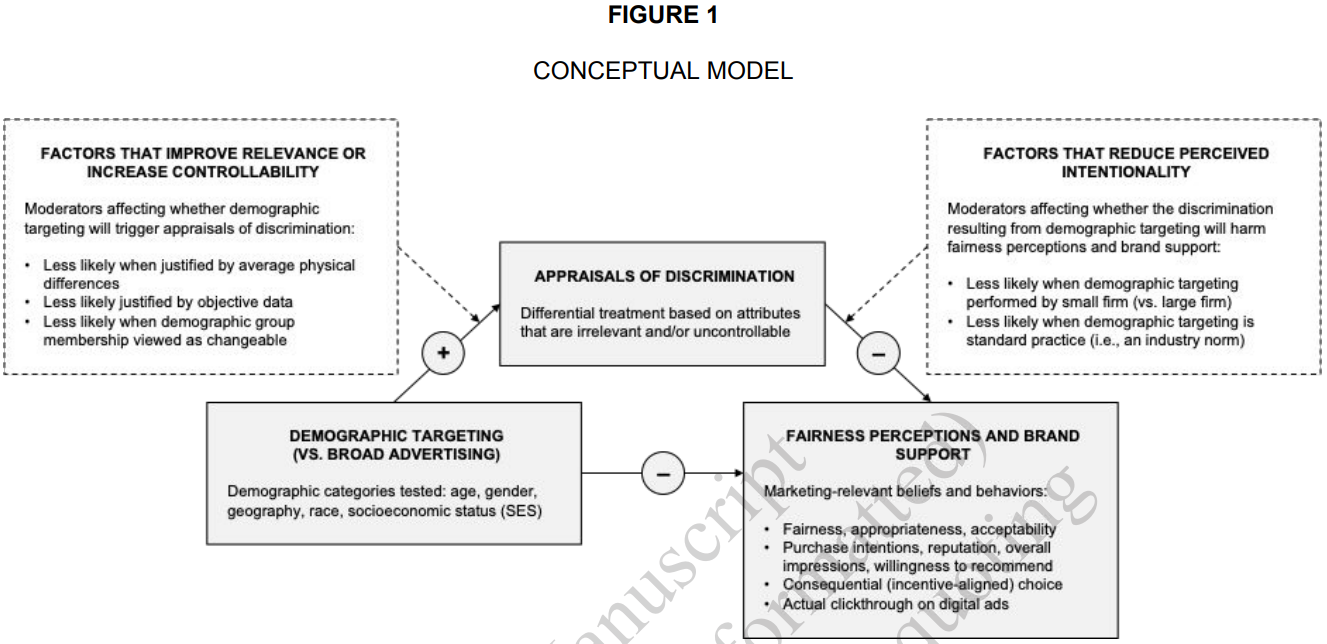 FIGURE 1
CONCEPTUAL MODEL
FACTORS THAT IMPROVE RELEVANCE OR
INCREASE CONTROLLABILITY
Moderators affecting whether demographic
targeting will trigger appraisals of discrimination:
• Less likely when justified by average physical
differences
• Less likely justified by objective data
• Less likely when demographic group
membership viewed as changeable
FACTORS THAT REDUCE PERCEIVED
INTENTIONALITY
Moderators affecting whether the discrimination
resulting from demographic targeting will harm
fairness perceptions and brand support:
• Less likely when demographic targeting
performed by small firm (vs. large firm)
• Less likely when demographic targeting is
standard practice (i.e., an industry norm)
APPRAISALS OF DISCRIMINATION
Differential treatment based on attributes
that are irrelevant and/or uncontrollable
+
–
DEMOGRAPHIC TARGETING
(VS. BROAD ADVERTISING)
Demographic categories tested: age, gender,
geography, race, socioeconomic status (SES)
–
FAIRNESS PERCEPTIONS AND BRAND
SUPPORT
Marketing-relevant beliefs and behaviors:
• Fairness, appropriateness, acceptability
• Purchase intentions, reputation, overall
impressions, willingness to recommend
• Consequential (incentive-aligned) choice
• Actual clickthrough on digital ads